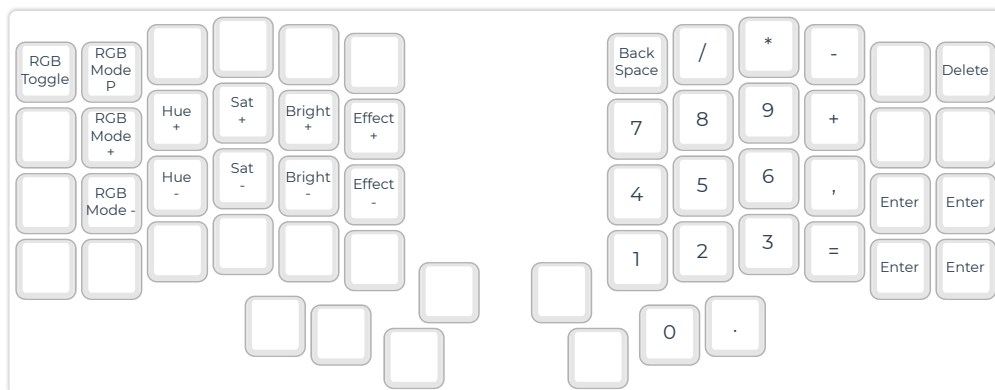 RGB
Toggle
RGB
Mode
P
Back
Space
/
*
-
Delete
RGB
Mode
+
Hue
+
Sat
+
Bright
+
Effect
+
7
8
9
+
RGB
Mode -
Hue
-
Sat
-
Bright
-
Effect
-
4
5
6
,
Enter
Enter
1
2
3
=
Enter
Enter
0
.